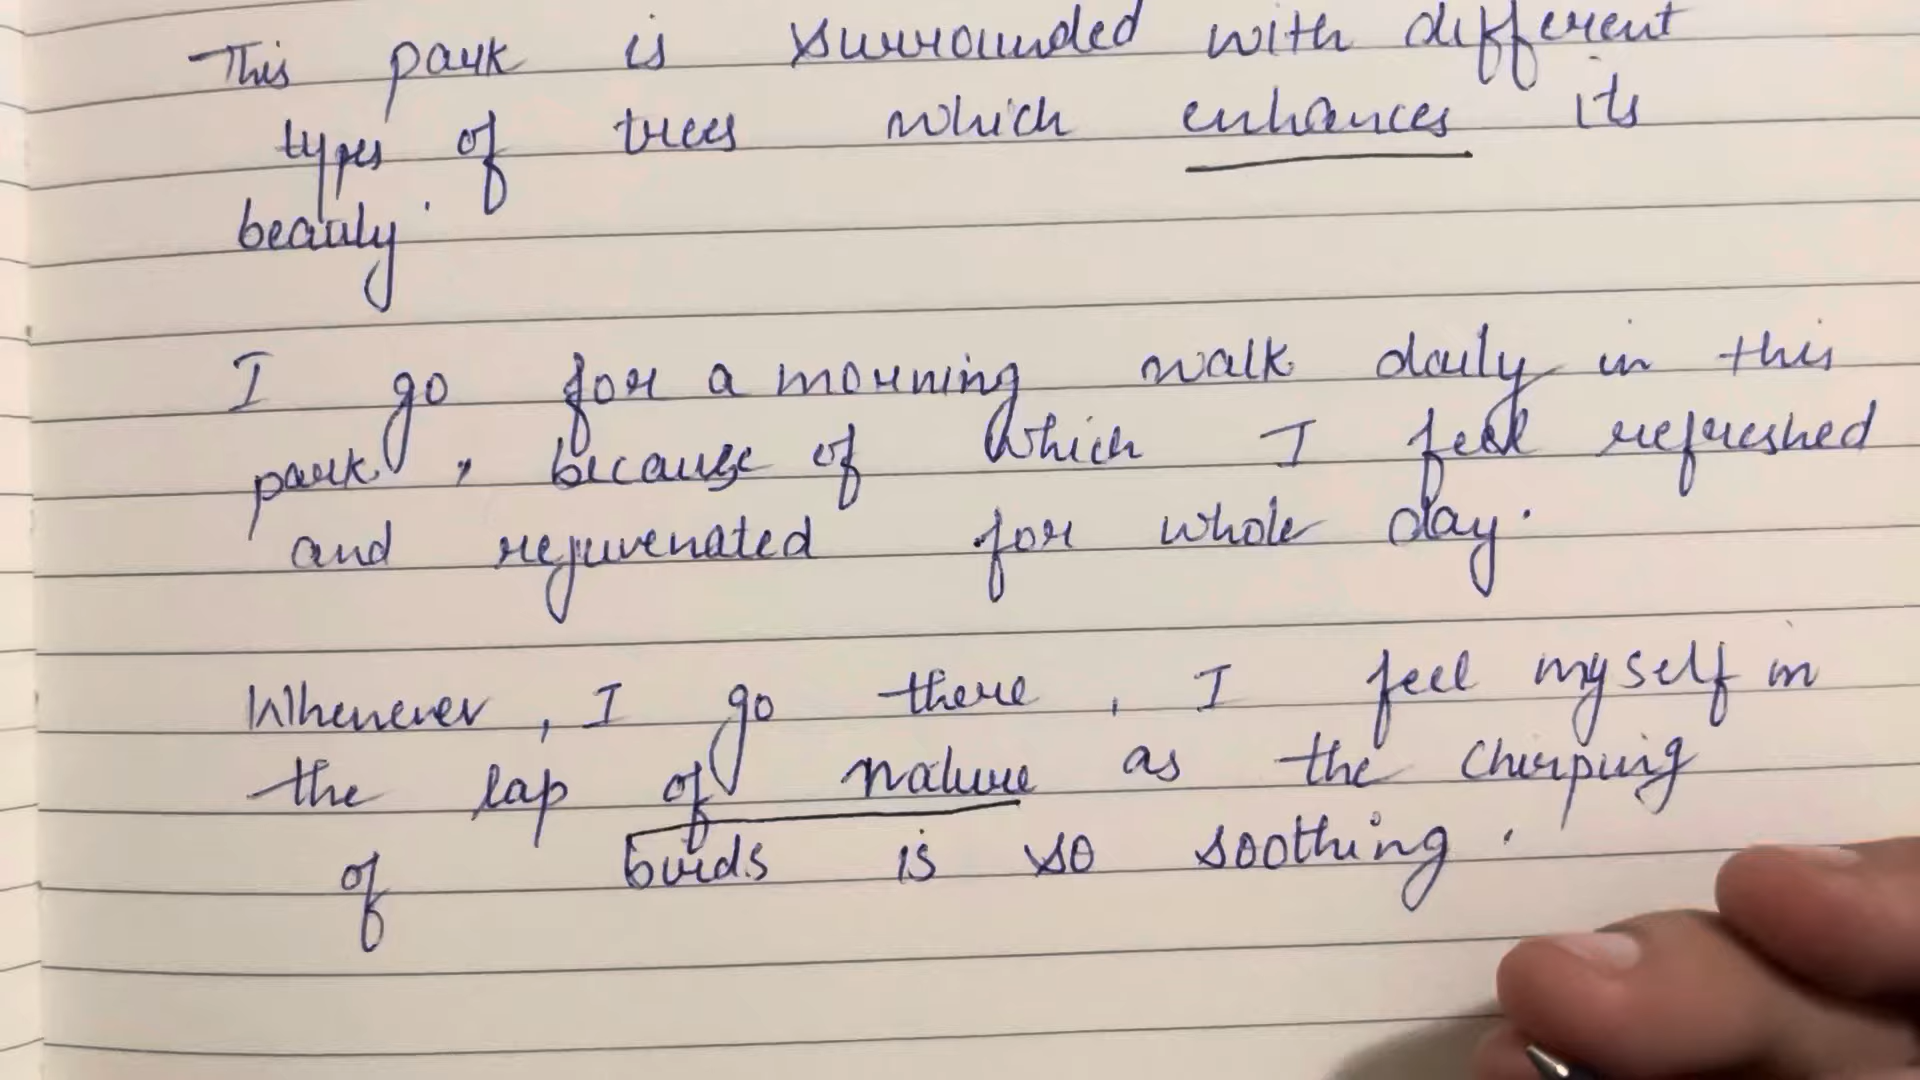 This park is surrounded with different
types of trees which enhances its
beauty.
I go for a morning walk daily in this
park, because of which I feel refreshed
and rejuvenated for whole day.
Whenever, I go there, I feel myself in
the lap of nature as the chirping
of birds is so soothing.